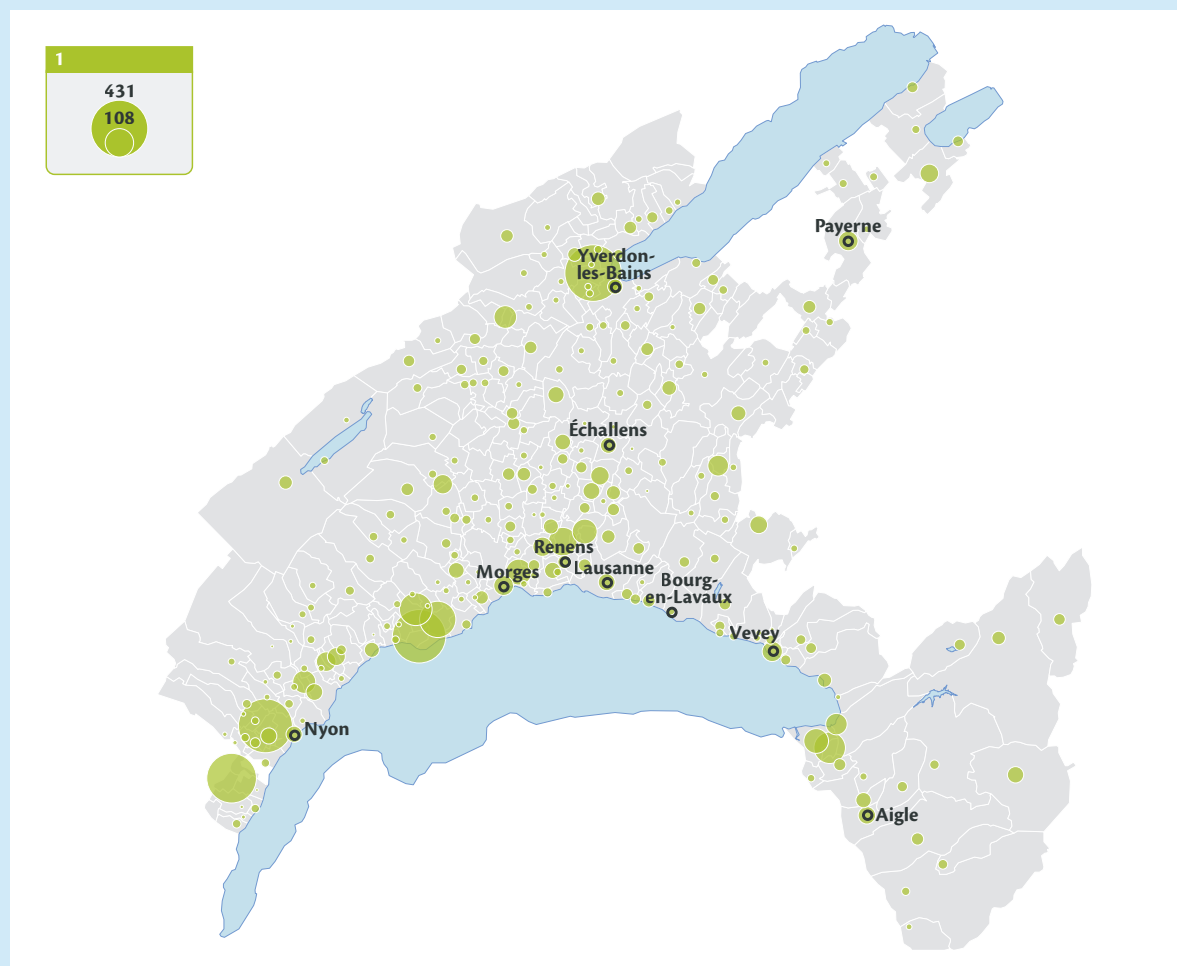 1
431
108
Payerne
Yverdon-
les-Bains
Échallens
Renens
Morges
Lausanne
Bourg-
en-Lavaux
Vevey
Nyon
Aigle